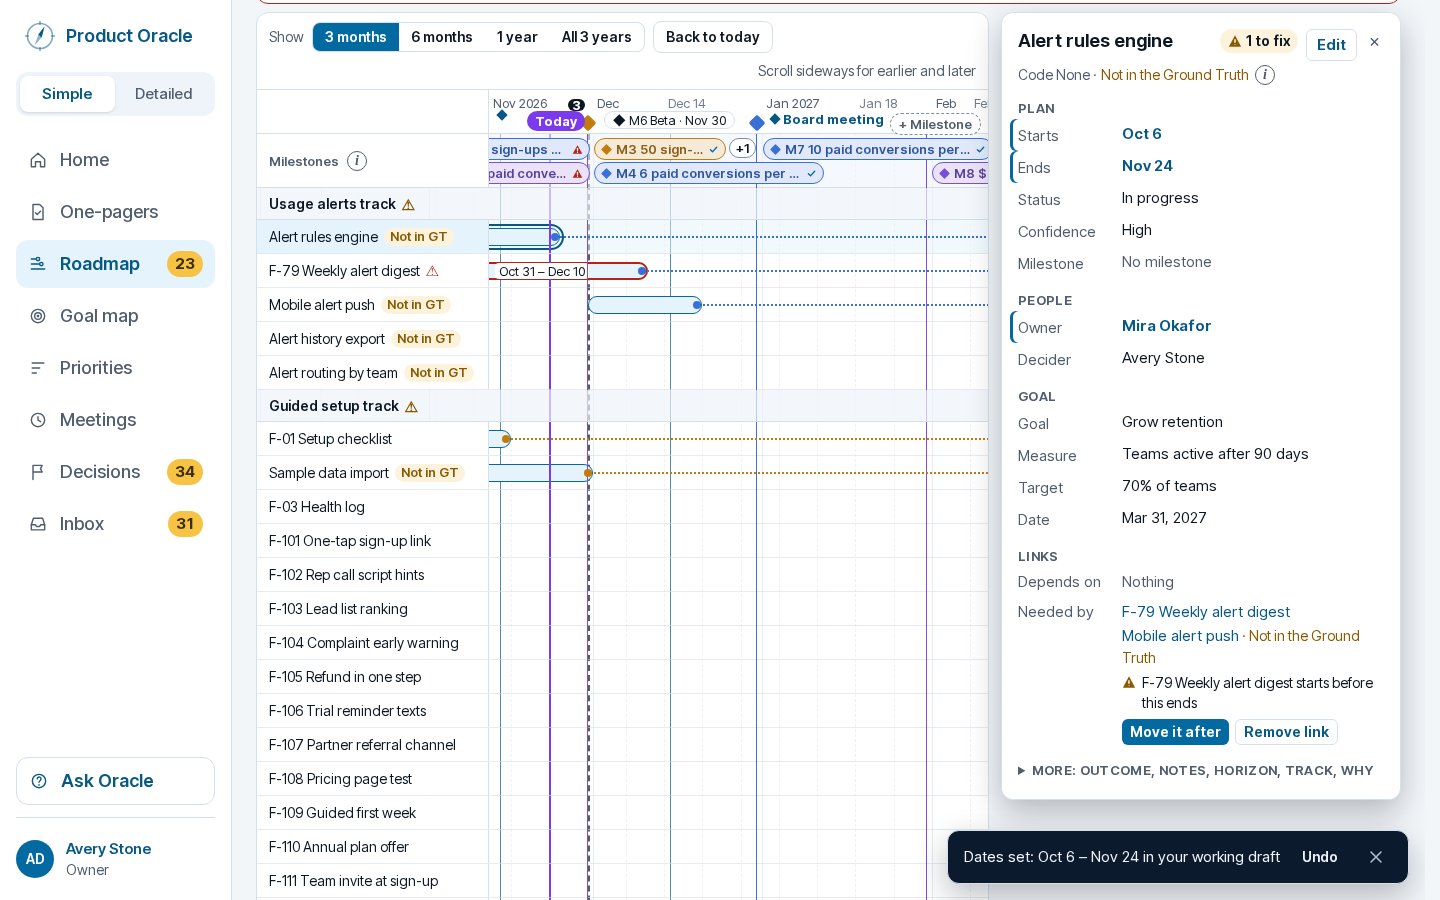 Product Oracle
Simple
Detailed
Home
One-pagers
Roadmap
23
Goal map
Priorities
Meetings
Decisions
34
Inbox
31
Ask Oracle
AD
Avery Stone
Owner
Show
3 months
6 months
1 year
All 3 years
Back to today
Scroll sideways for earlier and later
Nov 2026
3
Dec
Dec 14
Jan 2027
Jan 18
Feb
Fe
Today
M6 Beta · Nov 30
Board meeting
+ Milestone
Milestones
i
sign-ups ...
M3 50 sign-...
+1
M7 10 paid conversions per...
paid conve...
M4 6 paid conversions per ...
M8 $
Usage alerts track
Alert rules engine Not in GT
F-79 Weekly alert digest
Oct 31 – Dec 10
Mobile alert push Not in GT
Alert history export Not in GT
Alert routing by team Not in GT
Guided setup track
F-01 Setup checklist
Sample data import Not in GT
F-03 Health log
F-101 One-tap sign-up link
F-102 Rep call script hints
F-103 Lead list ranking
F-104 Complaint early warning
F-105 Refund in one step
F-106 Trial reminder texts
F-107 Partner referral channel
F-108 Pricing page test
F-109 Guided first week
F-110 Annual plan offer
F-111 Team invite at sign-up
Alert rules engine
1 to fix
Edit
×
Code None · Not in the Ground Truth
i
PLAN
Starts Oct 6
Ends Nov 24
Status In progress
Confidence High
Milestone No milestone
PEOPLE
Owner Mira Okafor
Decider Avery Stone
GOAL
Goal Grow retention
Measure Teams active after 90 days
Target 70% of teams
Date Mar 31, 2027
LINKS
Depends on Nothing
Needed by F-79 Weekly alert digest
Mobile alert push · Not in the Ground
Truth
F-79 Weekly alert digest starts before
this ends
Move it after
Remove link
MORE: OUTCOME, NOTES, HORIZON, TRACK, WHY
Dates set: Oct 6 – Nov 24 in your working draft
Undo